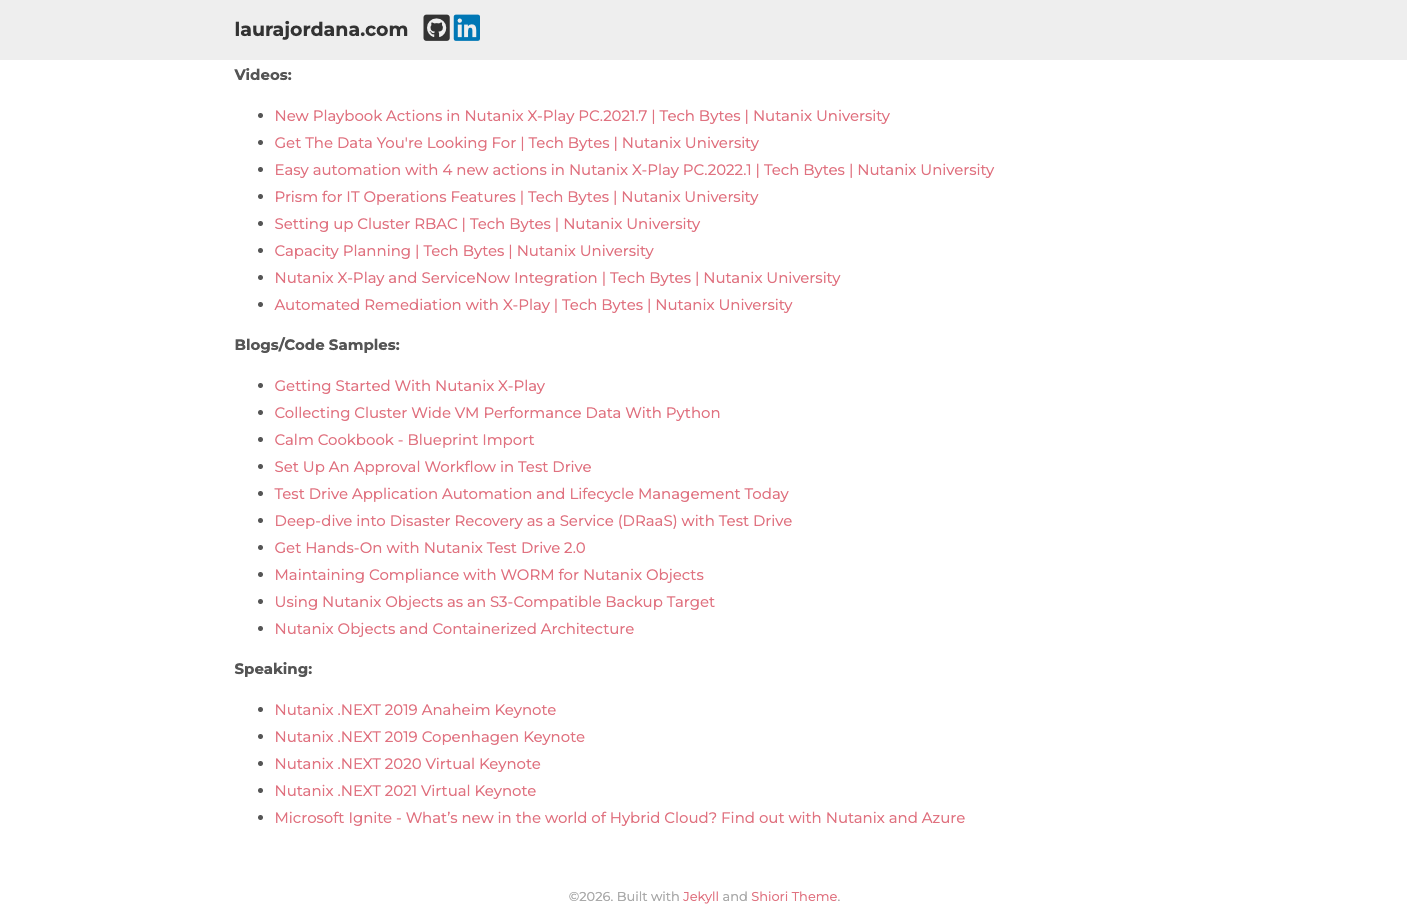 laurajordana.com
Videos:
New Playbook Actions in Nutanix X-Play PC.2021.7 | Tech Bytes | Nutanix University
Get The Data You're Looking For | Tech Bytes | Nutanix University
Easy automation with 4 new actions in Nutanix X-Play PC.2022.1 | Tech Bytes | Nutanix University
Prism for IT Operations Features | Tech Bytes | Nutanix University
Setting up Cluster RBAC | Tech Bytes | Nutanix University
Capacity Planning | Tech Bytes | Nutanix University
Nutanix X-Play and ServiceNow Integration | Tech Bytes | Nutanix University
Automated Remediation with X-Play | Tech Bytes | Nutanix University
Blogs/Code Samples:
Getting Started With Nutanix X-Play
Collecting Cluster Wide VM Performance Data With Python
Calm Cookbook - Blueprint Import
Set Up An Approval Workflow in Test Drive
Test Drive Application Automation and Lifecycle Management Today
Deep-dive into Disaster Recovery as a Service (DRaaS) with Test Drive
Get Hands-On with Nutanix Test Drive 2.0
Maintaining Compliance with WORM for Nutanix Objects
Using Nutanix Objects as an S3-Compatible Backup Target
Nutanix Objects and Containerized Architecture
Speaking:
Nutanix .NEXT 2019 Anaheim Keynote
Nutanix .NEXT 2019 Copenhagen Keynote
Nutanix .NEXT 2020 Virtual Keynote
Nutanix .NEXT 2021 Virtual Keynote
Microsoft Ignite - What’s new in the world of Hybrid Cloud? Find out with Nutanix and Azure
©2026. Built with Jekyll and Shiori Theme.